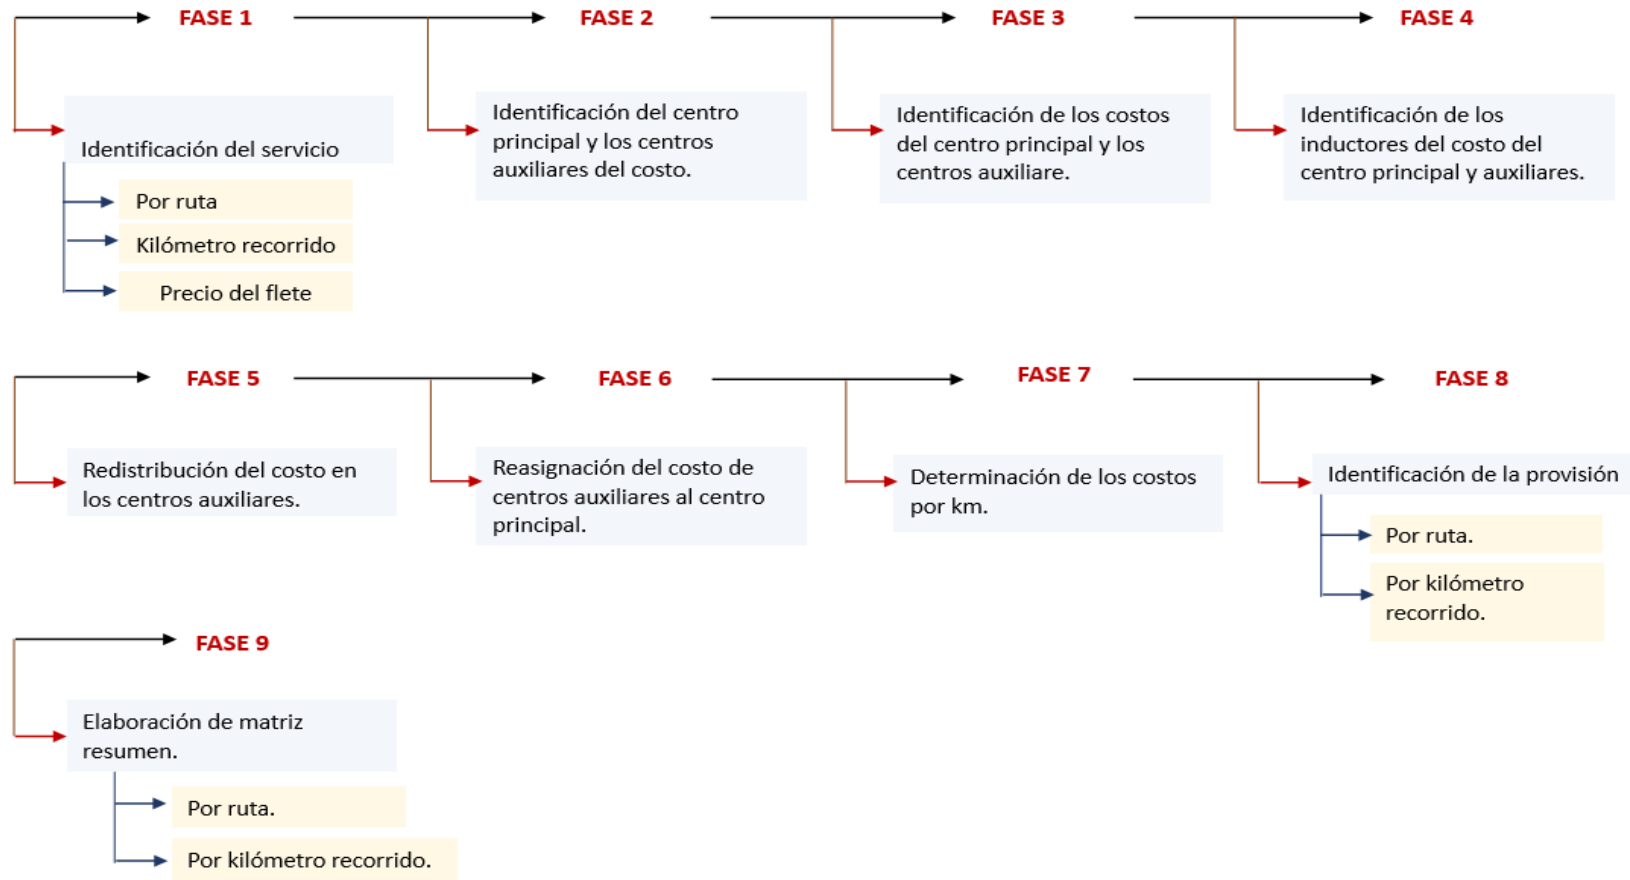 FASE 1
FASE 2
FASE 3
FASE 4
Identificación del servicio
Por ruta
Kilómetro recorrido
Precio del flete
Identificación del centro
principal y los centros
auxiliares del costo.
Identificación de los costos
del centro principal y los
centros auxiliare.
Identificación de los
inductores del costo del
centro principal y auxiliares.
FASE 5
FASE 6
FASE 7
FASE 8
Redistribución del costo en
los centros auxiliares.
Reasignación del costo de
centros auxiliares al centro
principal.
Determinación de los costos
por km.
Identificación de la provisión
Por ruta.
Por kilómetro
recorrido.
FASE 9
Elaboración de matriz
resumen.
Por ruta.
Por kilómetro recorrido.